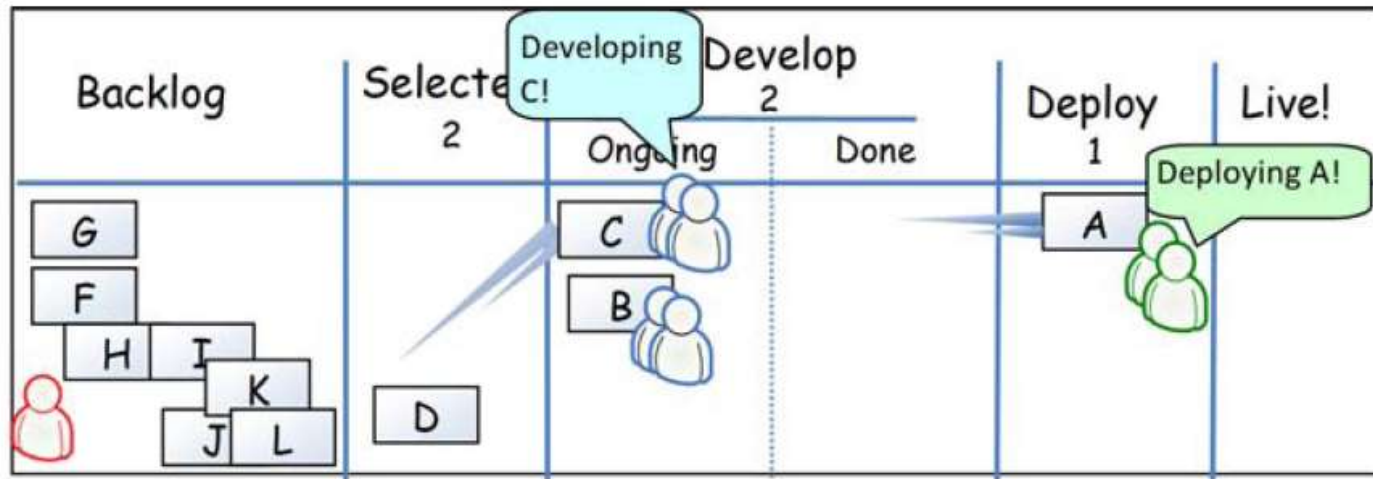 Developing
C!
Develop
2
Backlog
Selecte
2
Deploy
1
Live!
Ongoing
Done
Deploying A!
G
C
A
F
B
H
I
K
D
J
L